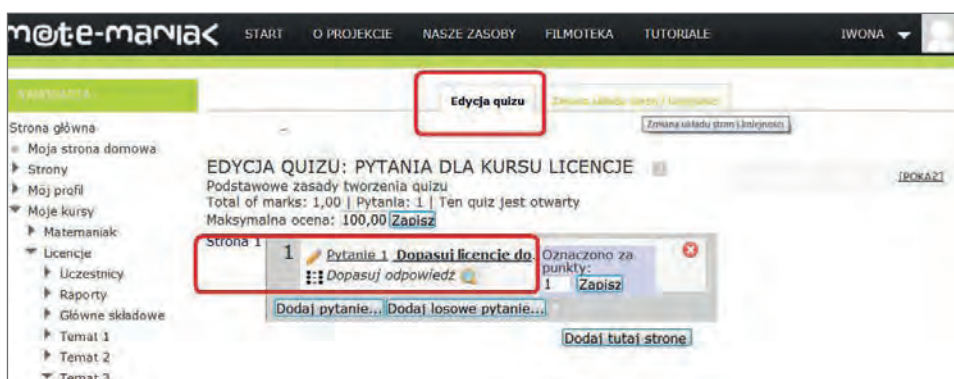 m@te-maniak START O PROJEKCIE NASZE ZASOBY FILMOTEKA TUTORIALE IWONA
Edycja quizu
Zmiana układu stron i kolejności
Strona główna
Moja strona domowa
Strony
Mój profil
Moje kursy
Matemaniak
Licencje
Uczestnicy
Raporty
Główne składowe
Temat 1
Temat 2
Temat 3
EDYCJA QUIZU: PYTANIA DLA KURSU LICENCJE
[POKAŻ]
Podstawowe zasady tworzenia quizu
Total of marks: 1,00 | Pytania: 1 | Ten quiz jest otwarty
Maksymalna ocena: 100,00 Zapisz
Strona 1
1 Pytanie 1 Dopasuj licencje do.
Dopasuj odpowiedź
Oznaczono za
punkty:
1 Zapisz
Dodaj pytanie... Dodaj losowe pytanie...
Dodaj tutaj stronę